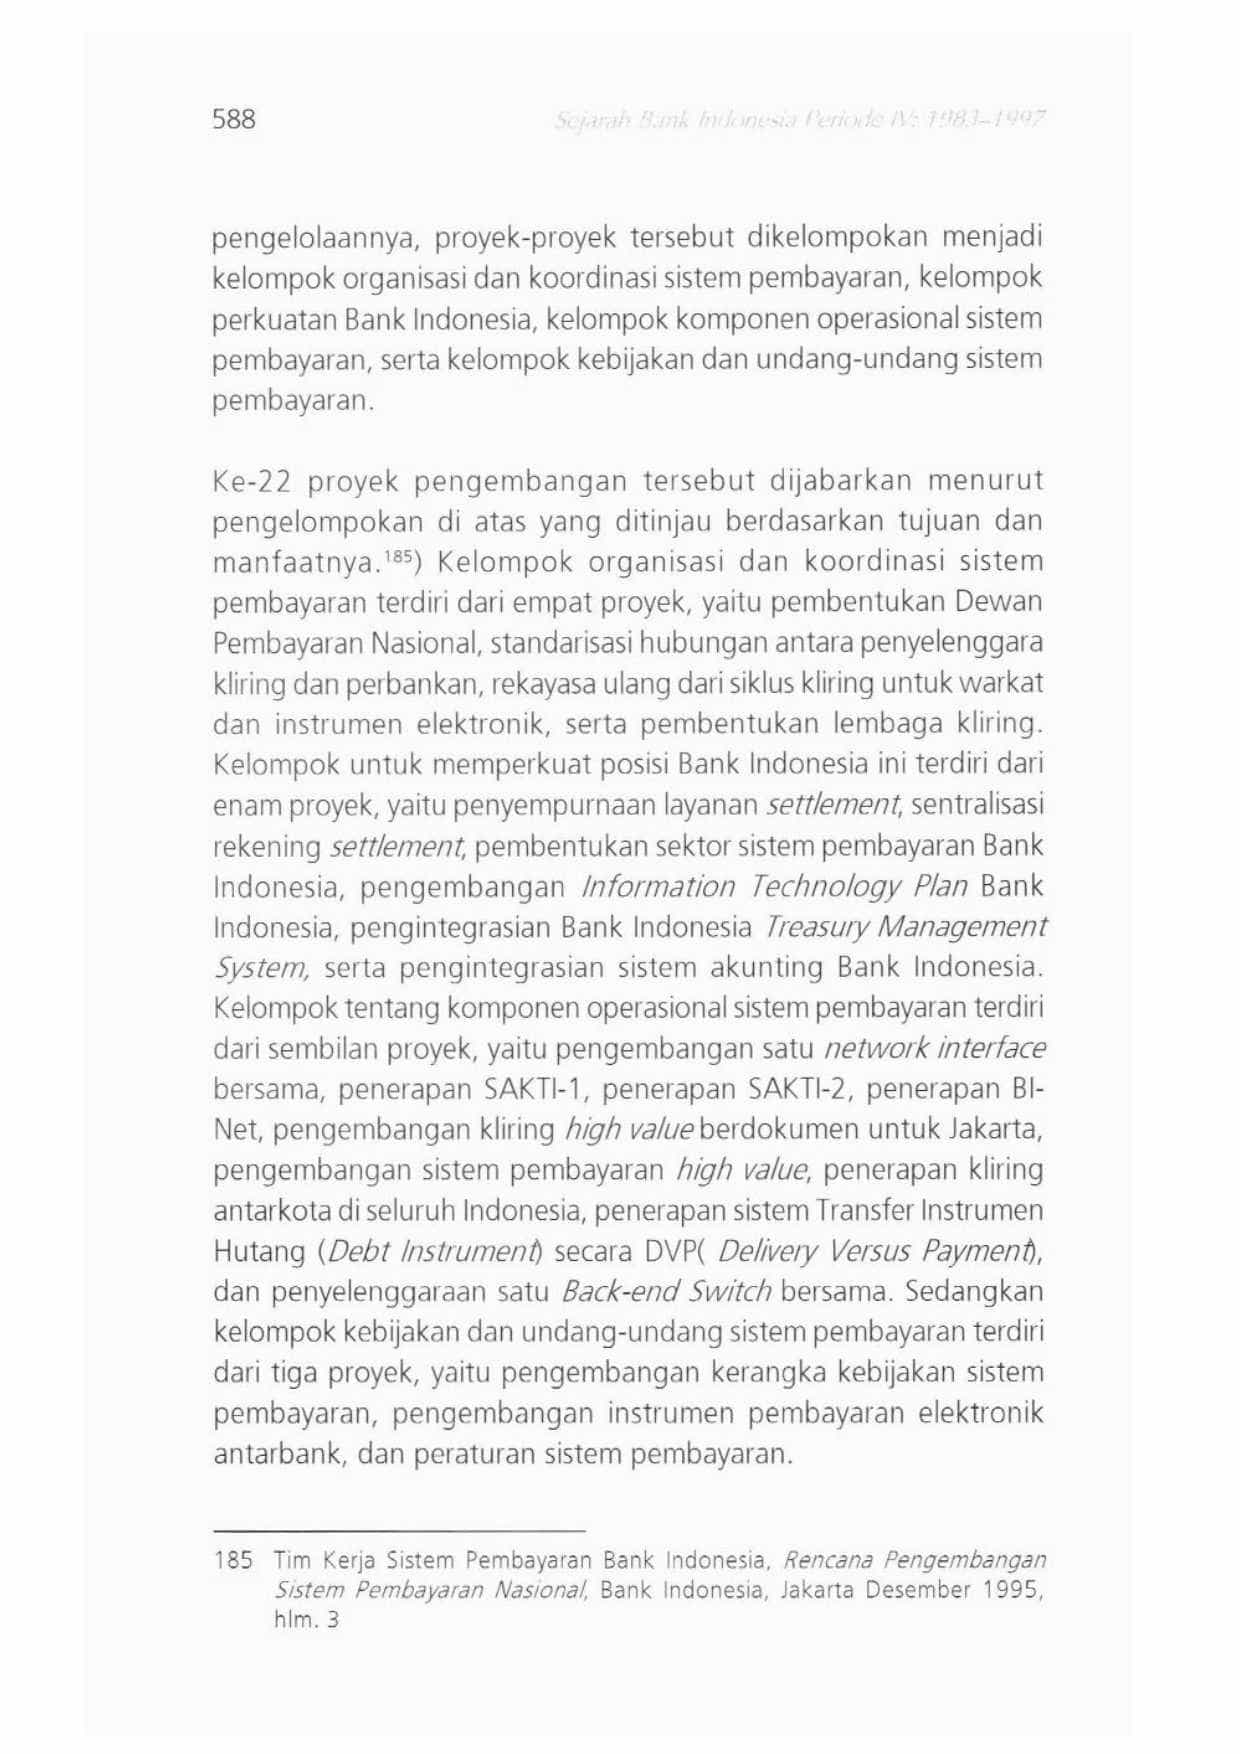 588
Sejarah Bank Indonesia Periode IV: 1983–1997
pengelolaannya, proyek-proyek tersebut dikelompokan menjadi
kelompok organisasi dan koordinasi sistem pembayaran, kelompok
perkuatan Bank Indonesia, kelompok komponen operasional sistem
pembayaran, serta kelompok kebijakan dan undang-undang sistem
pembayaran.
Ke-22 proyek pengembangan tersebut dijabarkan menurut
pengelompokan di atas yang ditinjau berdasarkan tujuan dan
manfaatnya.¹⁸⁵) Kelompok organisasi dan koordinasi sistem
pembayaran terdiri dari empat proyek, yaitu pembentukan Dewan
Pembayaran Nasional, standarisasi hubungan antara penyelenggara
kliring dan perbankan, rekayasa ulang dari siklus kliring untuk warkat
dan instrumen elektronik, serta pembentukan lembaga kliring.
Kelompok untuk memperkuat posisi Bank Indonesia ini terdiri dari
enam proyek, yaitu penyempurnaan layanan settlement, sentralisasi
rekening settlement, pembentukan sektor sistem pembayaran Bank
Indonesia, pengembangan Information Technology Plan Bank
Indonesia, pengintegrasian Bank Indonesia Treasury Management
System, serta pengintegrasian sistem akunting Bank Indonesia.
Kelompok tentang komponen operasional sistem pembayaran terdiri
dari sembilan proyek, yaitu pengembangan satu network interface
bersama, penerapan SAKTI-1, penerapan SAKTI-2, penerapan BI-
Net, pengembangan kliring high value berdokumen untuk Jakarta,
pengembangan sistem pembayaran high value, penerapan kliring
antarkota di seluruh Indonesia, penerapan sistem Transfer Instrumen
Hutang (Debt Instrument) secara DVP( Delivery Versus Payment),
dan penyelenggaraan satu Back-end Switch bersama. Sedangkan
kelompok kebijakan dan undang-undang sistem pembayaran terdiri
dari tiga proyek, yaitu pengembangan kerangka kebijakan sistem
pembayaran, pengembangan instrumen pembayaran elektronik
antarbank, dan peraturan sistem pembayaran.
185 Tim Kerja Sistem Pembayaran Bank Indonesia, Rencana Pengembangan
Sistem Pembayaran Nasional, Bank Indonesia, Jakarta Desember 1995,
hlm. 3